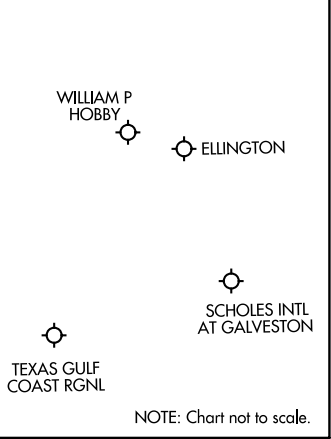 WILLIAM P
HOBBY
ELLINGTON
SCHOLES INTL
AT GALVESTON
TEXAS GULF
COAST RGNL
NOTE: Chart not to scale.